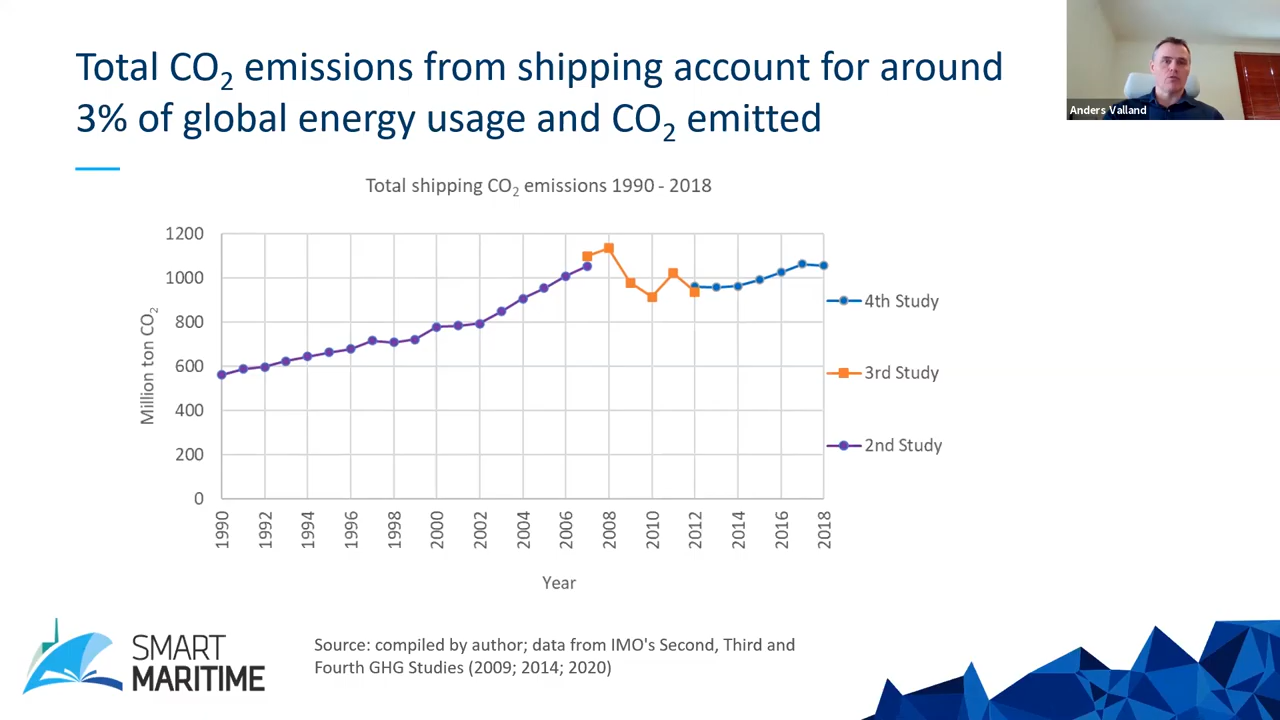 Total CO₂ emissions from shipping account for around
3% of global energy usage and CO₂ emitted
Anders Valland
Total shipping CO₂ emissions 1990 - 2018
Million ton CO₂
1200
1000
800
600
400
200
0
1990
1992
1994
1996
1998
2000
2002
2004
2006
2008
2010
2012
2014
2016
2018
Year
4th Study
3rd Study
2nd Study
SMART
MARITIME
Source: compiled by author; data from IMO's Second, Third and
Fourth GHG Studies (2009; 2014; 2020)